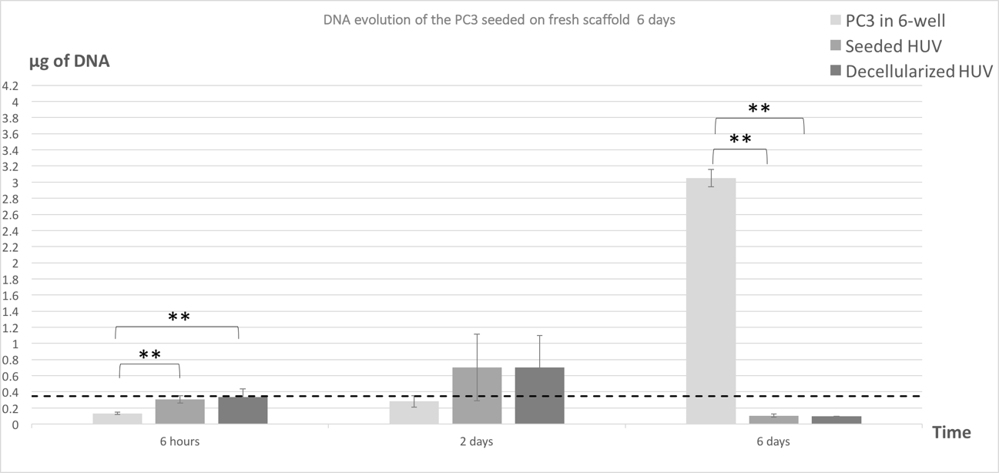 DNA evolution of the PC3 seeded on fresh scaffold 6 days
PC3 in 6-well
Seeded HUV
Decellularized HUV
µg of DNA
4.2
4
3.8
3.6
3.4
3.2
3
2.8
2.6
2.4
2.2
2
1.8
1.6
1.4
1.2
1
0.8
0.6
0.4
0.2
0
**
**
**
**
6 hours
2 days
6 days
Time